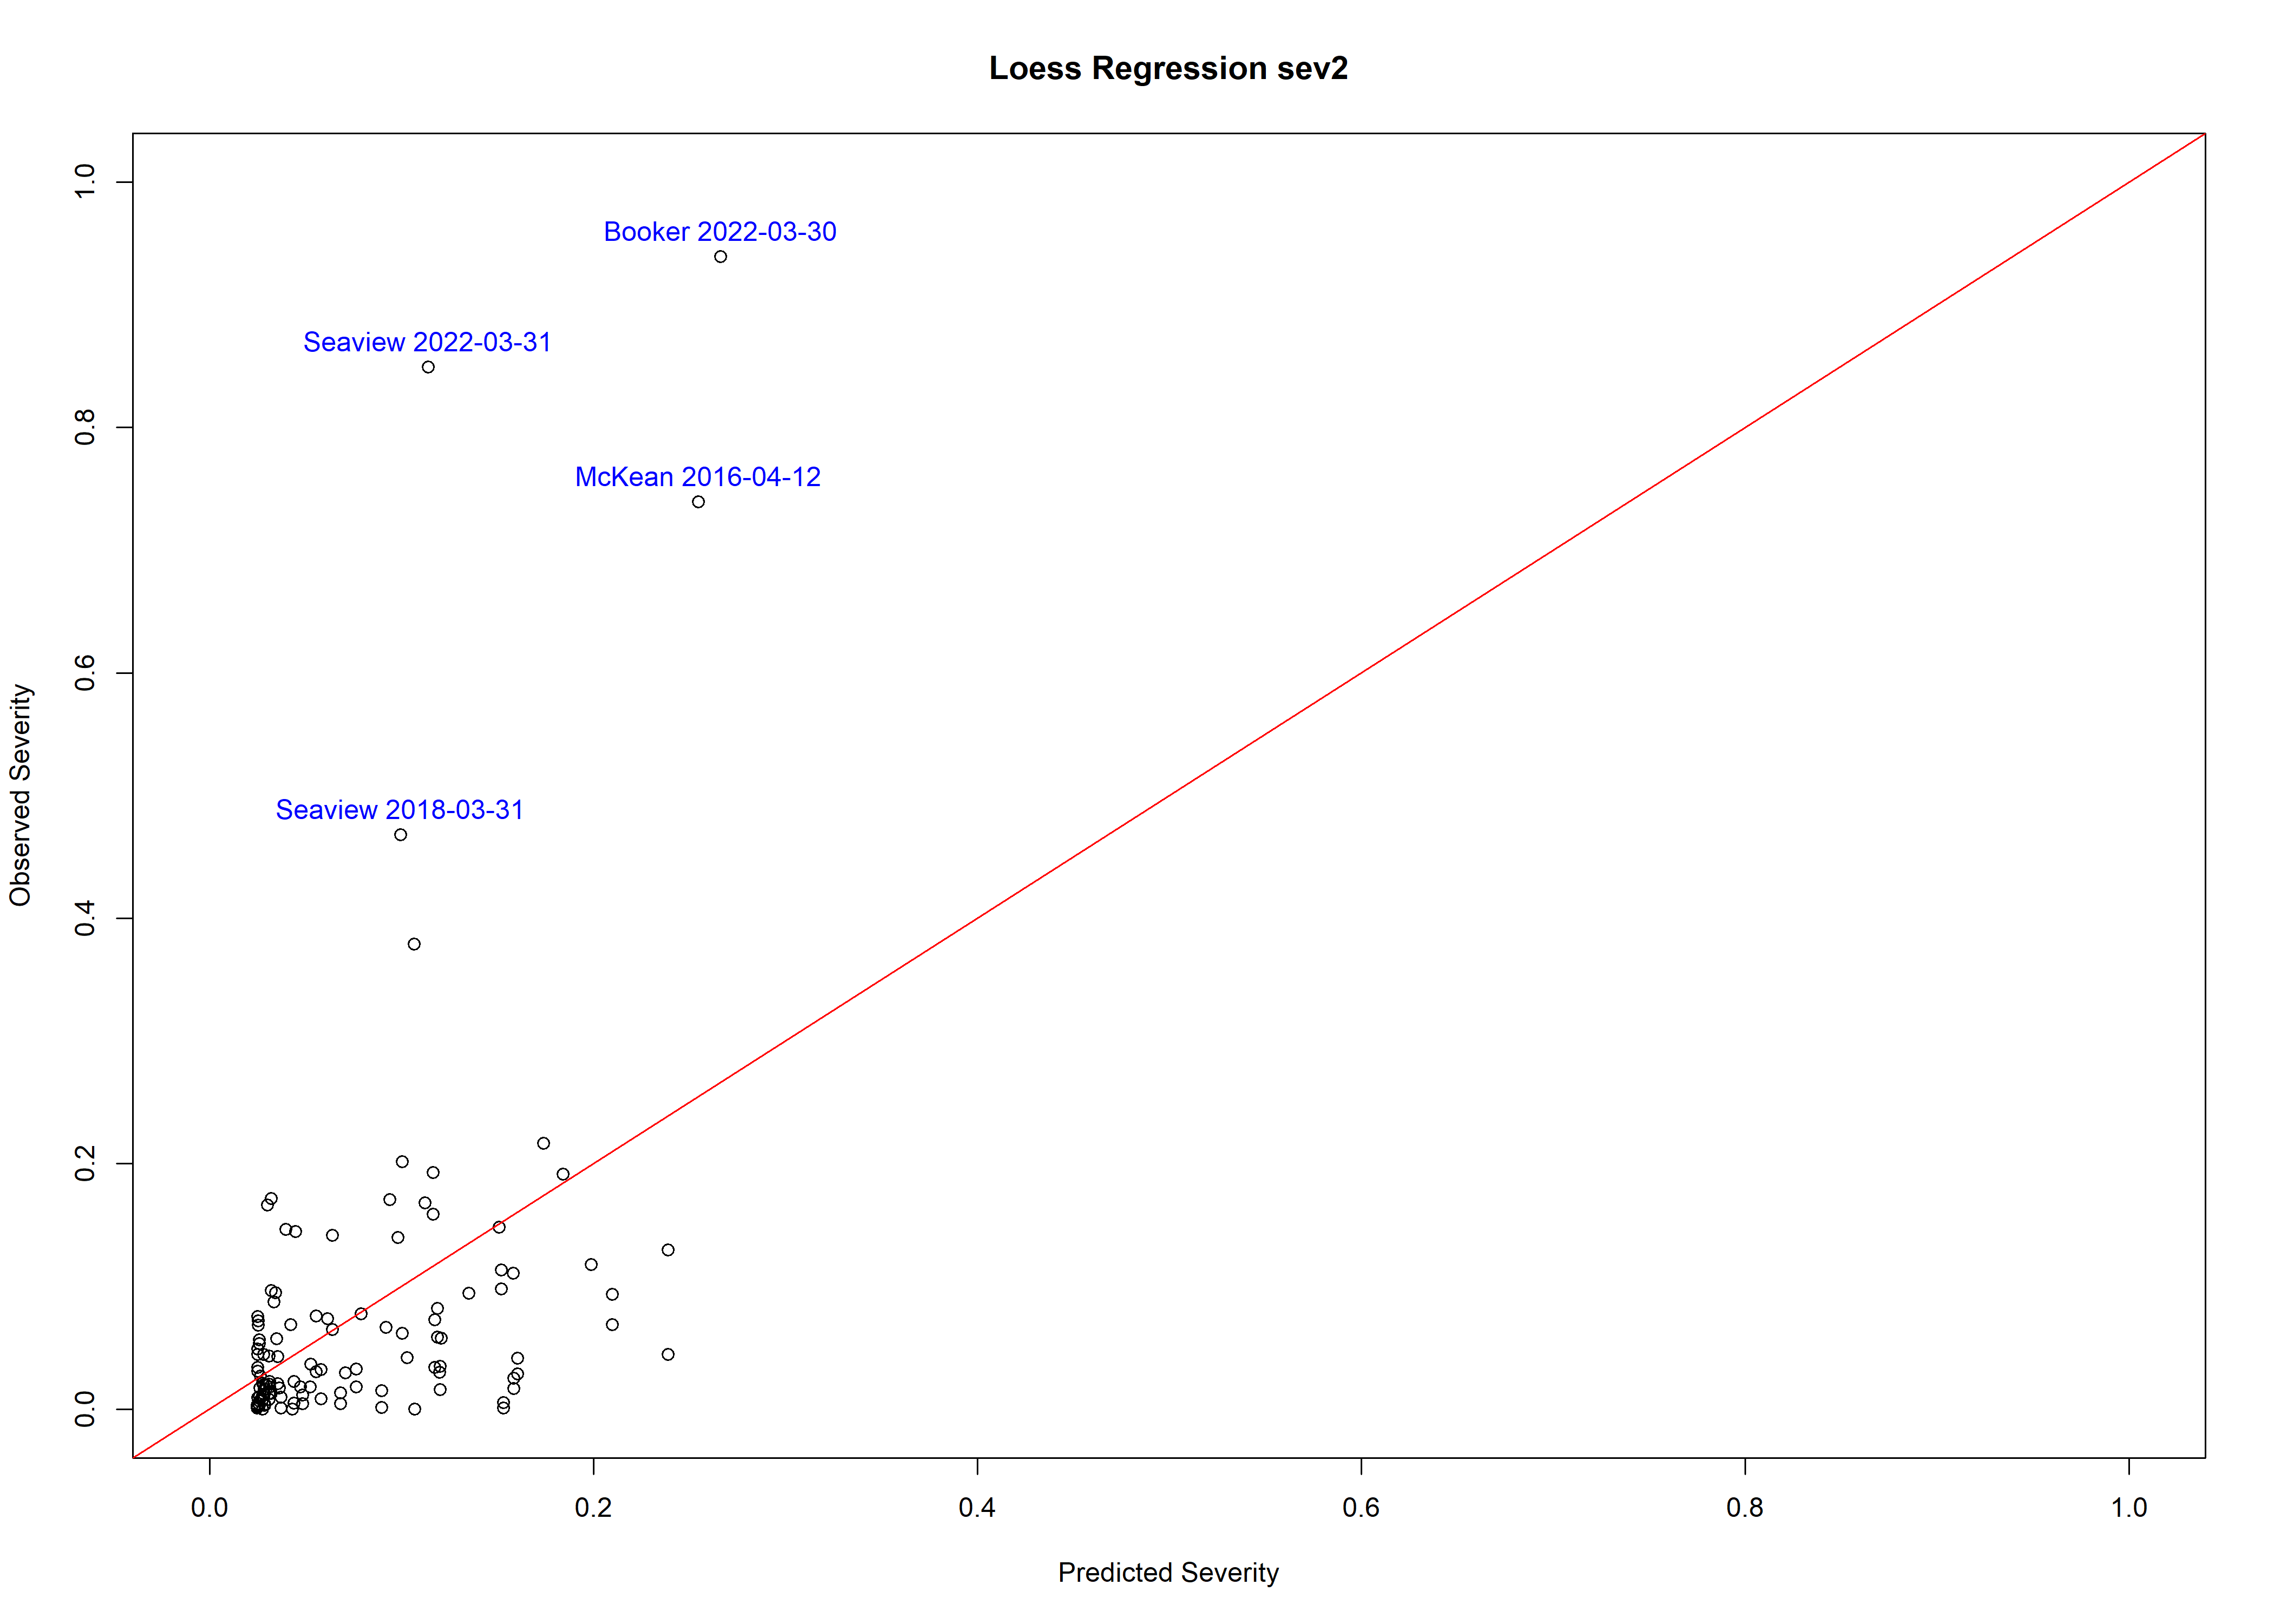 Loess Regression sev2
Booker 2022-03-30
Seaview 2022-03-31
McKean 2016-04-12
Seaview 2018-03-31
Observed Severity
1.0
0.8
0.6
0.4
0.2
0.0
0.0 0.2 0.4 0.6 0.8 1.0
Predicted Severity